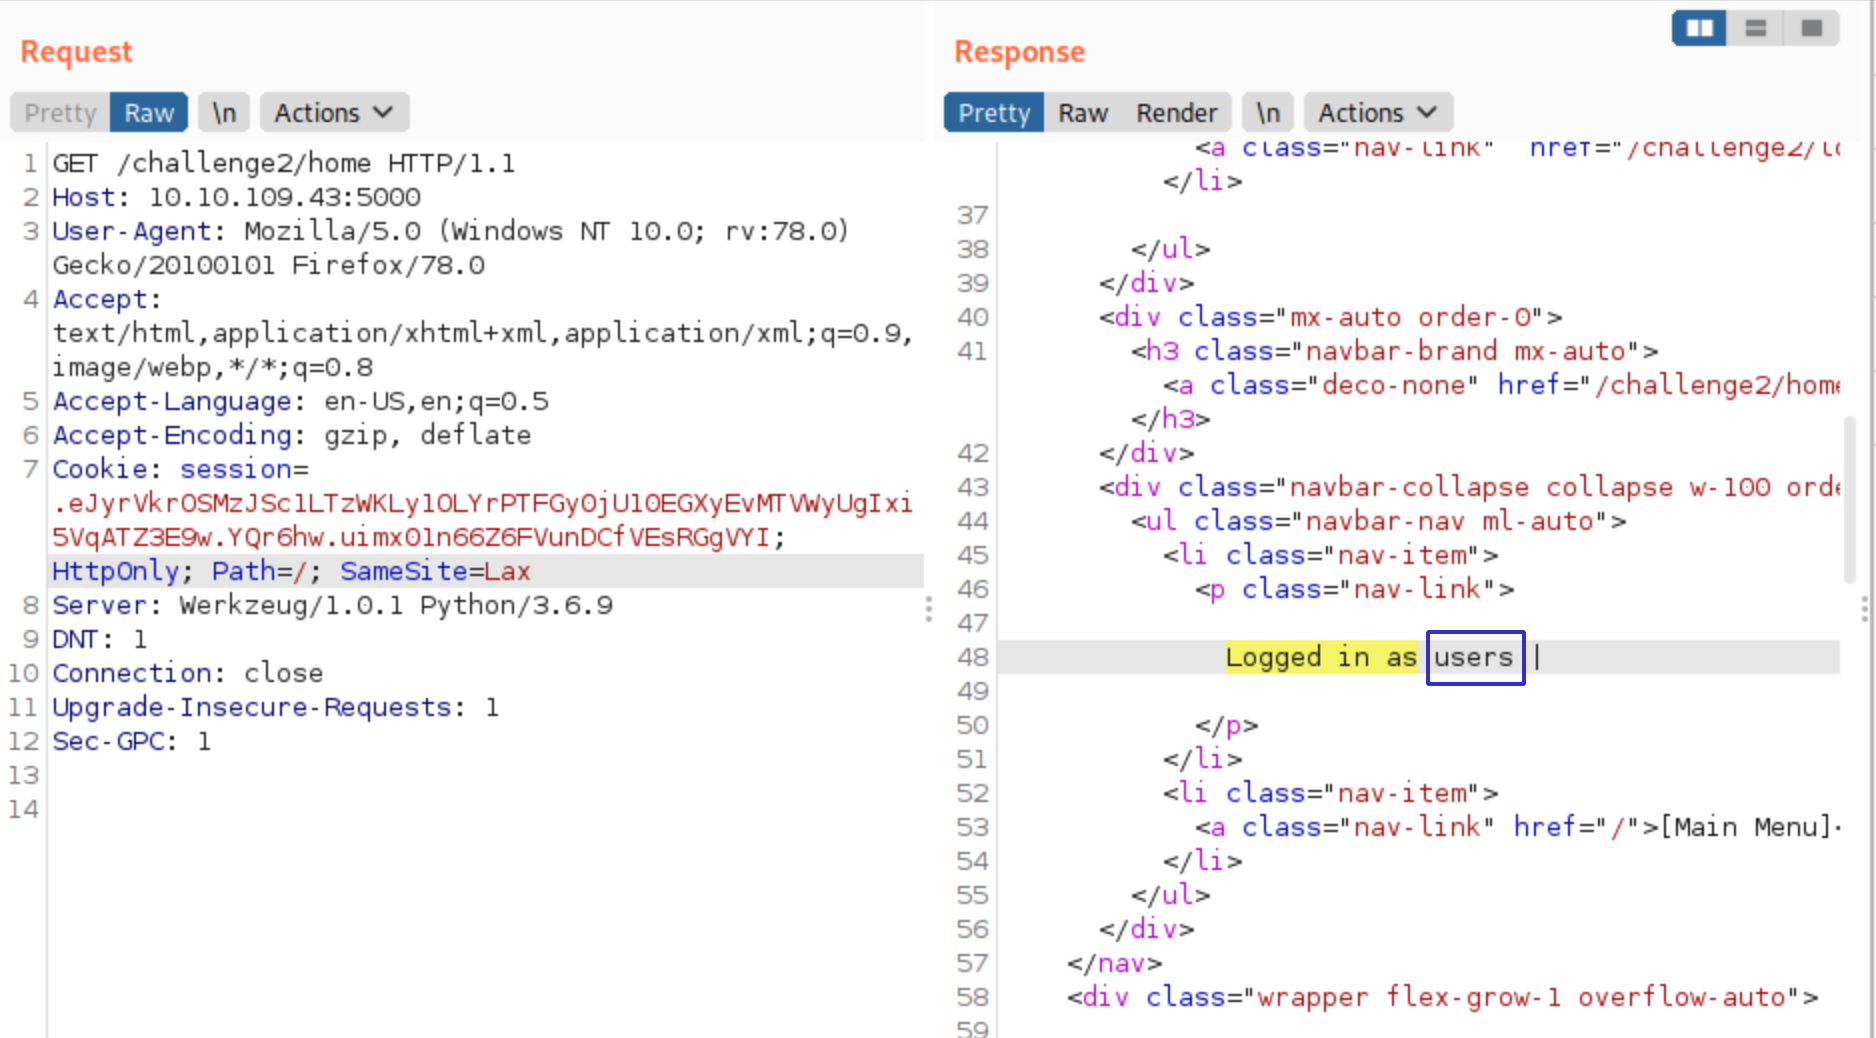 Request
Pretty Raw \n Actions
1 GET /challenge2/home HTTP/1.1
2 Host: 10.10.109.43:5000
3 User-Agent: Mozilla/5.0 (Windows NT 10.0; rv:78.0)
Gecko/20100101 Firefox/78.0
4 Accept:
text/html,application/xhtml+xml,application/xml;q=0.9,
image/webp,*/*;q=0.8
5 Accept-Language: en-US,en;q=0.5
6 Accept-Encoding: gzip, deflate
7 Cookie: session=
.eJyrVkrOSMzJSc1LTzWKLy1OLYrPTFGy0jU10EGXyEvMTVWyUgIxi
5VqATZ3E9w.YQr6hw.uimx01n66Z6FVunDCfVEsRGgVYI;
HttpOnly; Path=/; SameSite=Lax
8 Server: Werkzeug/1.0.1 Python/3.6.9
9 DNT: 1
10 Connection: close
11 Upgrade-Insecure-Requests: 1
12 Sec-GPC: 1
13
14
Response
Pretty Raw Render \n Actions
<a class="nav-link" href="/challenge2/lo
</li>
37
38 </ul>
39 </div>
40 <div class="mx-auto order-0">
41 <h3 class="navbar-brand mx-auto">
<a class="deco-none" href="/challenge2/home
</h3>
42 </div>
43 <div class="navbar-collapse collapse w-100 orde
44 <ul class="navbar-nav ml-auto">
45 <li class="nav-item">
46 <p class="nav-link">
47
48 Logged in as users |
49
50 </p>
51 </li>
52 <li class="nav-item">
53 <a class="nav-link" href="/">[Main Menu]
54 </li>
55 </ul>
56 </div>
57 </nav>
58 <div class="wrapper flex-grow-1 overflow-auto">
59